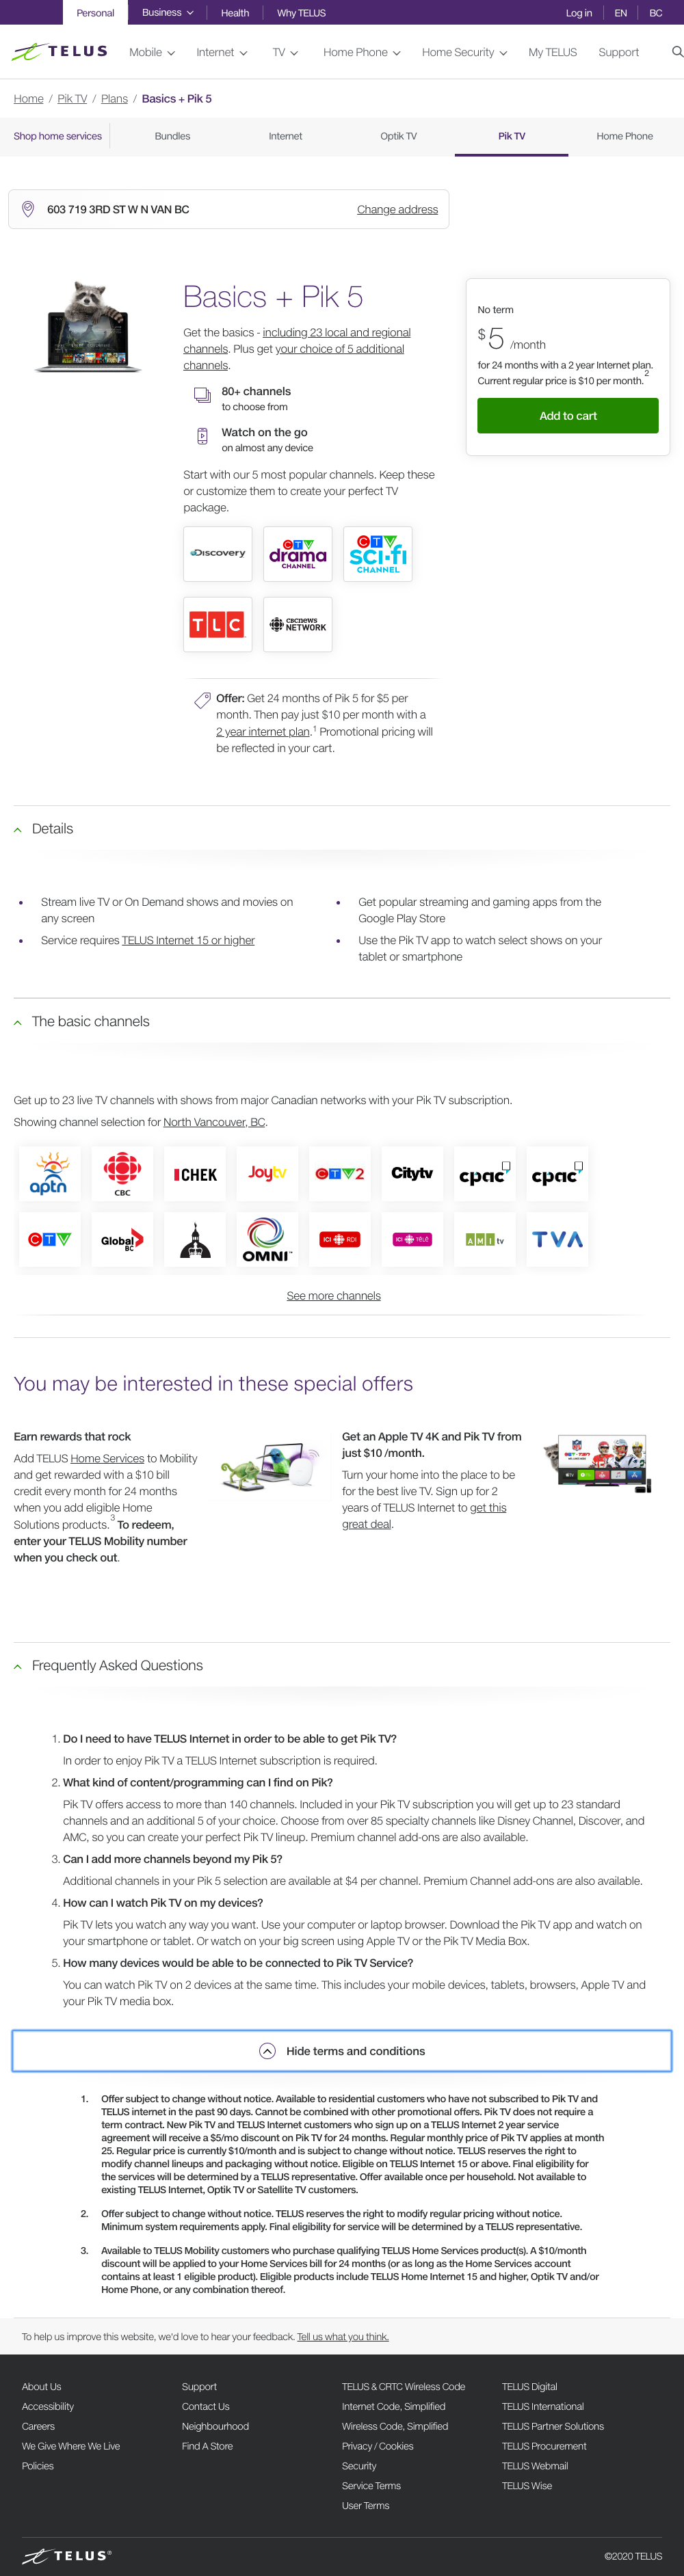 Personal Business Health Why TELUS Log in EN BC
TELUS Mobile Internet TV Home Phone Home Security My TELUS Support
Home / Pik TV / Plans / Basics + Pik 5
Shop home services Bundles Internet Optik TV Pik TV Home Phone
603 719 3RD ST W N VAN BC Change address
Basics + Pik 5
Get the basics - including 23 local and regional
channels. Plus get your choice of 5 additional
channels.
80+ channels
to choose from
Watch on the go
on almost any device
Start with our 5 most popular channels. Keep these
or customize them to create your perfect TV
package.
Discovery CTV drama CHANNEL CTV sci-fi CHANNEL
TLC CBC NEWS NETWORK
Offer: Get 24 months of Pik 5 for $5 per
month. Then pay just $10 per month with a
2 year internet plan.1 Promotional pricing will
be reflected in your cart.
No term
$5 /month
for 24 months with a 2 year Internet plan.
Current regular price is $10 per month.2
Add to cart
Details
Stream live TV or On Demand shows and movies on
any screen
Service requires TELUS Internet 15 or higher
Get popular streaming and gaming apps from the
Google Play Store
Use the Pik TV app to watch select shows on your
tablet or smartphone
The basic channels
Get up to 23 live TV channels with shows from major Canadian networks with your Pik TV subscription.
Showing channel selection for North Vancouver, BC.
aptn CBC CHEK Joytv CTV2 Citytv cpac cpac
CTV Global BC OMNI ICI RDI ICI télé AMI tv TVA
See more channels
You may be interested in these special offers
Earn rewards that rock
Add TELUS Home Services to Mobility
and get rewarded with a $10 bill
credit every month for 24 months
when you add eligible Home
Solutions products.3 To redeem,
enter your TELUS Mobility number
when you check out.
Get an Apple TV 4K and Pik TV from
just $10 /month.
Turn your home into the place to be
for the best live TV. Sign up for 2
years of TELUS Internet to get this
great deal.
Frequently Asked Questions
1. Do I need to have TELUS Internet in order to be able to get Pik TV?
In order to enjoy Pik TV a TELUS Internet subscription is required.
2. What kind of content/programming can I find on Pik?
Pik TV offers access to more than 140 channels. Included in your Pik TV subscription you will get up to 23 standard
channels and an additional 5 of your choice. Choose from over 85 specialty channels like Disney Channel, Discover, and
AMC, so you can create your perfect Pik TV lineup. Premium channel add-ons are also available.
3. Can I add more channels beyond my Pik 5?
Additional channels in your Pik 5 selection are available at $4 per channel. Premium Channel add-ons are also available.
4. How can I watch Pik TV on my devices?
Pik TV lets you watch any way you want. Use your computer or laptop browser. Download the Pik TV app and watch on
your smartphone or tablet. Or watch on your big screen using Apple TV or the Pik TV Media Box.
5. How many devices would be able to be connected to Pik TV Service?
You can watch Pik TV on 2 devices at the same time. This includes your mobile devices, tablets, browsers, Apple TV and
your Pik TV media box.
Hide terms and conditions
1. Offer subject to change without notice. Available to residential customers who have not subscribed to Pik TV and
TELUS internet in the past 90 days. Cannot be combined with other promotional offers. Pik TV does not require a
term contract. New Pik TV and TELUS Internet customers who sign up on a TELUS Internet 2 year service
agreement will receive a $5/mo discount on Pik TV for 24 months. Regular monthly price of Pik TV applies at month
25. Regular price is currently $10/month and is subject to change without notice. TELUS reserves the right to
modify channel lineups and packaging without notice. Eligible on TELUS Internet 15 or above. Final eligibility for
the services will be determined by a TELUS representative. Offer available once per household. Not available to
existing TELUS Internet, Optik TV or Satellite TV customers.
2. Offer subject to change without notice. TELUS reserves the right to modify regular pricing without notice.
Minimum system requirements apply. Final eligibility for service will be determined by a TELUS representative.
3. Available to TELUS Mobility customers who purchase qualifying TELUS Home Services product(s). A $10/month
discount will be applied to your Home Services bill for 24 months (or as long as the Home Services account
contains at least 1 eligible product). Eligible products include TELUS Home Internet 15 and higher, Optik TV and/or
Home Phone, or any combination thereof.
To help us improve this website, we'd love to hear your feedback. Tell us what you think.
About Us Support TELUS & CRTC Wireless Code TELUS Digital
Accessibility Contact Us Internet Code, Simplified TELUS International
Careers Neighbourhood Wireless Code, Simplified TELUS Partner Solutions
We Give Where We Live Find A Store Privacy / Cookies TELUS Procurement
Policies Security TELUS Webmail
Service Terms TELUS Wise
User Terms
TELUS® ©2020 TELUS